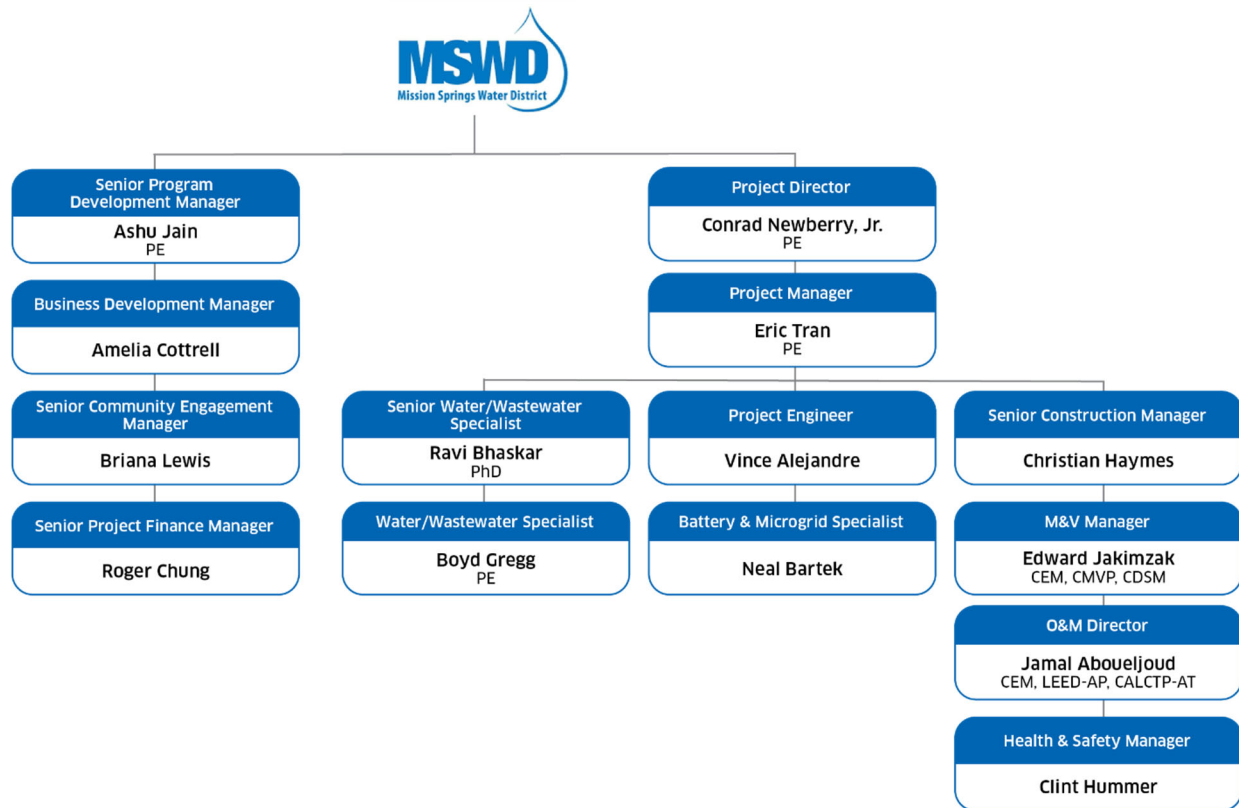 MSWD
Mission Springs Water District
Senior Program
Development Manager
Ashu Jain
PE
Business Development Manager
Amelia Cottrell
Senior Community Engagement
Manager
Briana Lewis
Senior Project Finance Manager
Roger Chung
Project Director
Conrad Newberry, Jr.
PE
Project Manager
Eric Tran
PE
Senior Water/Wastewater
Specialist
Ravi Bhaskar
PhD
Water/Wastewater Specialist
Boyd Gregg
PE
Project Engineer
Vince Alejandre
Battery & Microgrid Specialist
Neal Bartek
Senior Construction Manager
Christian Haymes
M&V Manager
Edward Jakimzak
CEM, CMVP, CDSM
O&M Director
Jamal Aboueljoud
CEM, LEED-AP, CALCTP-AT
Health & Safety Manager
Clint Hummer